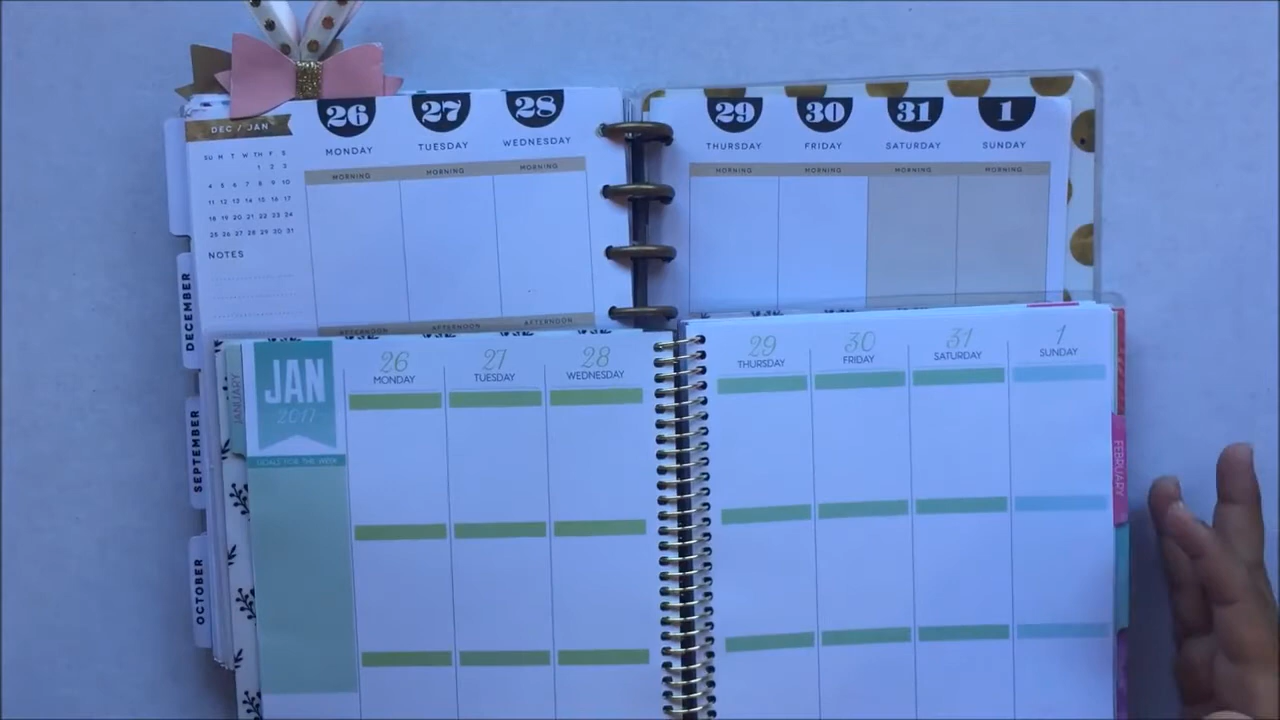 26 27 28 29 30 31 1
DEC / JAN
MONDAY TUESDAY WEDNESDAY THURSDAY FRIDAY SATURDAY SUNDAY
SU M T W TH F S
1 2 3
4 5 6 7 8 9 10
11 12 13 14 15 16 17
18 19 20 21 22 23 24
25 26 27 28 29 30 31
MORNING MORNING MORNING MORNING MORNING MORNING MORNING
NOTES
AFTERNOON AFTERNOON AFTERNOON
DECEMBER
SEPTEMBER
OCTOBER
JANUARY
JAN
2017
26 27 28 29 30 31 1
MONDAY TUESDAY WEDNESDAY THURSDAY FRIDAY SATURDAY SUNDAY
GOALS FOR THE WEEK
FEBRUARY